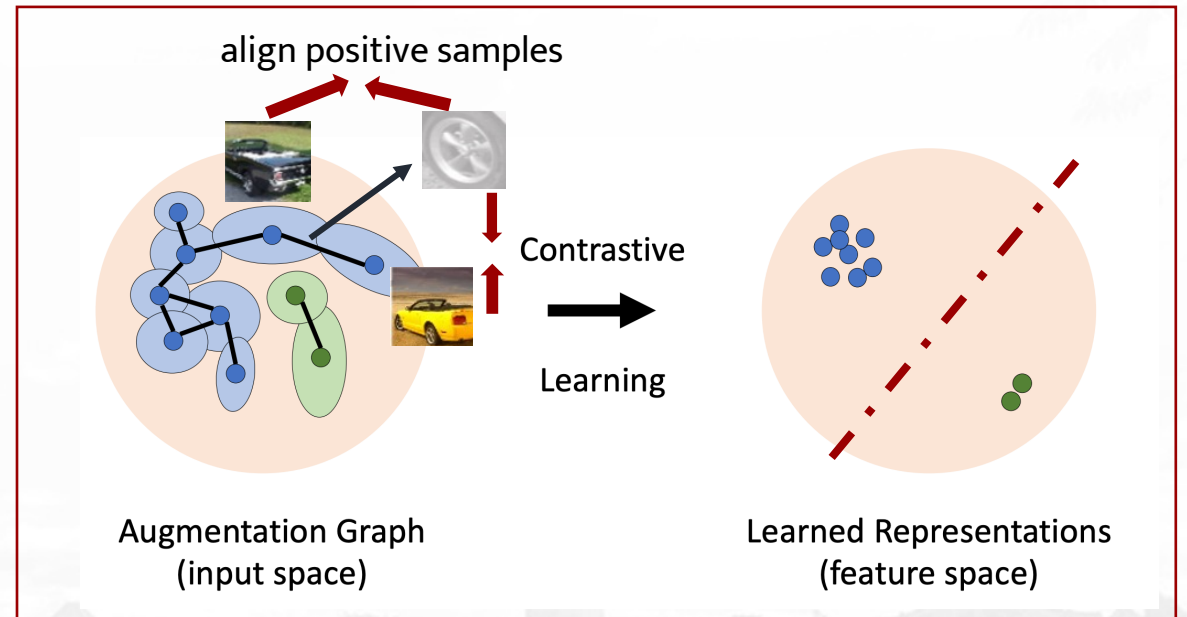 align positive samples
Contrastive
Learning
Augmentation Graph
(input space)
Learned Representations
(feature space)